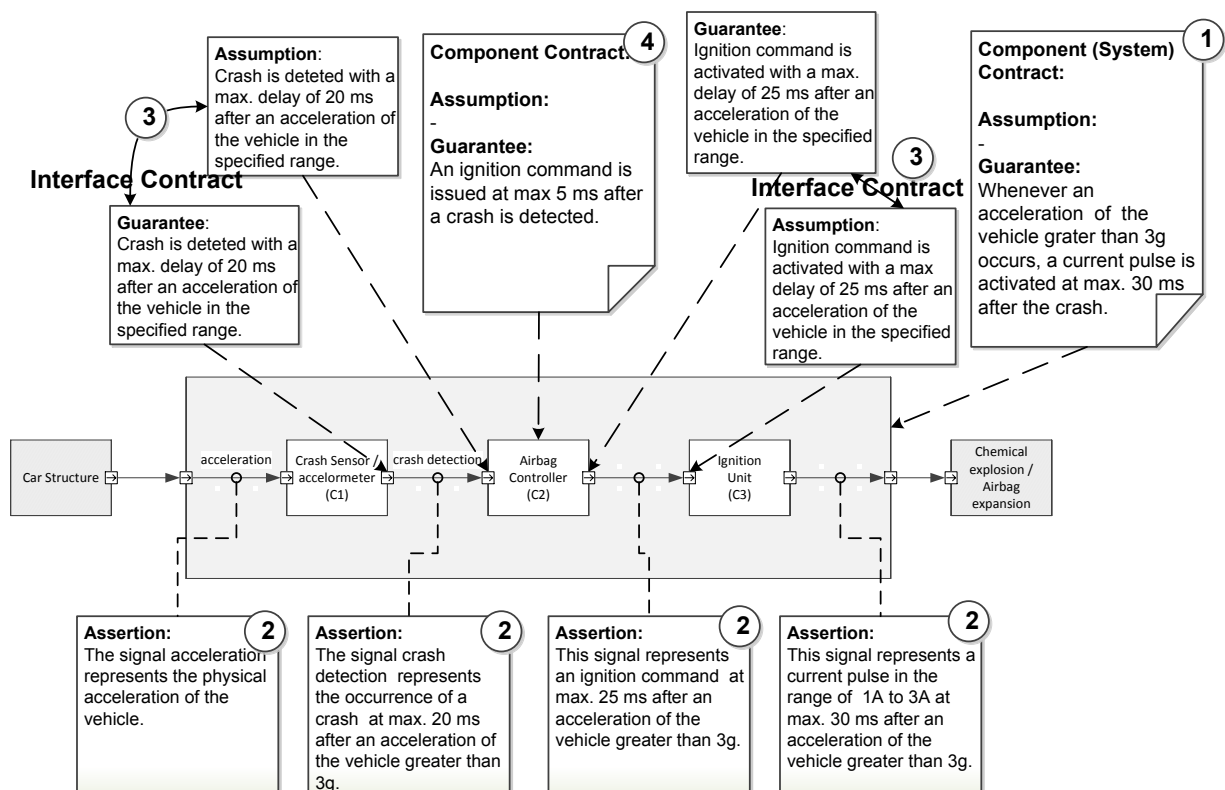 Assumption:
Crash is deteted with a
max. delay of 20 ms
after an acceleration of
the vehicle in the
specified range.
3
Interface Contract
Guarantee:
Crash is deteted with a
max. delay of 20 ms
after an acceleration of
the vehicle in the
specified range.
4
Component Contract:
Assumption:
-
Guarantee:
An ignition command is
issued at max 5 ms after
a crash is detected.
Guarantee:
Ignition command is
activated with a max.
delay of 25 ms after an
acceleration of the
vehicle in the specified
range.
3
Interface Contract
Assumption:
Ignition command is
activated with a max
delay of 25 ms after an
acceleration of the
vehicle in the specified
range.
1
Component (System)
Contract:
Assumption:
-
Guarantee:
Whenever an
acceleration of the
vehicle grater than 3g
occurs, a current pulse is
activated at max. 30 ms
after the crash.
Car Structure
acceleration
Crash Sensor /
accelormeter
(C1)
crash detection
Airbag
Controller
(C2)
Ignition
Unit
(C3)
Chemical
explosion /
Airbag
expansion
2
Assertion:
The signal acceleration
represents the physical
acceleration of the
vehicle.
2
Assertion:
The signal crash
detection represents
the occurrence of a
crash at max. 20 ms
after an acceleration of
the vehicle greater than
3g.
2
Assertion:
This signal represents
an ignition command at
max. 25 ms after an
acceleration of the
vehicle greater than 3g.
2
Assertion:
This signal represents a
current pulse in the
range of 1A to 3A at
max. 30 ms after an
acceleration of the
vehicle greater than 3g.